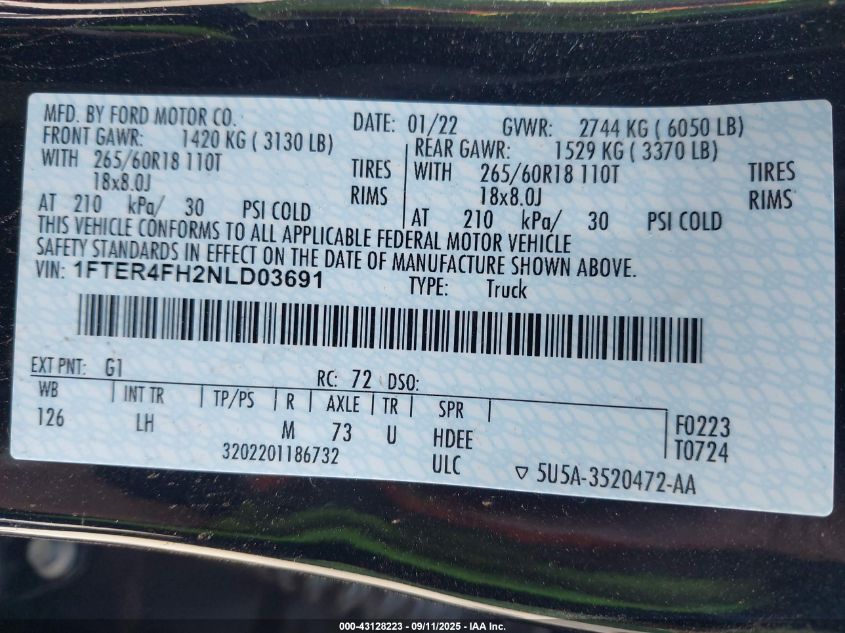 MFD. BY FORD MOTOR CO. DATE: 01/22 GVWR: 2744 KG ( 6050 LB)
FRONT GAWR: 1420 KG ( 3130 LB) REAR GAWR: 1529 KG ( 3370 LB)
WITH 265/60R18 110T TIRES WITH 265/60R18 110T TIRES
18x8.0J RIMS 18x8.0J RIMS
AT 210 kPa/ 30 PSI COLD AT 210 kPa/ 30 PSI COLD
THIS VEHICLE CONFORMS TO ALL APPLICABLE FEDERAL MOTOR VEHICLE
SAFETY STANDARDS IN EFFECT ON THE DATE OF MANUFACTURE SHOWN ABOVE.
VIN: 1FTER4FH2NLD03691 TYPE: Truck
EXT PNT: G1 RC: 72 DSO:
WB INT TR TP/PS R AXLE TR SPR
126 LH M 73 U HDEE F0223
3202201186732 ULC T0724
▽ 5U5A-3520472-AA
000-43128223 - 09/11/2025 - IAA Inc.